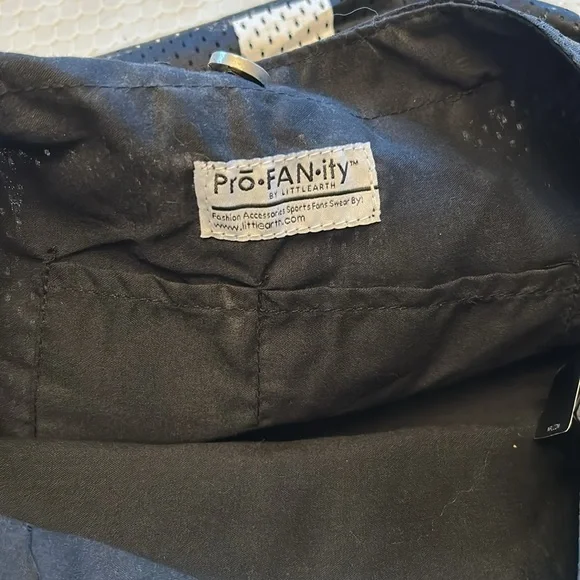 Prō•FAN•ity™
BY LITTLEARTH
Fashion Accessories Sports Fans Swear By!
www.littlearth.com